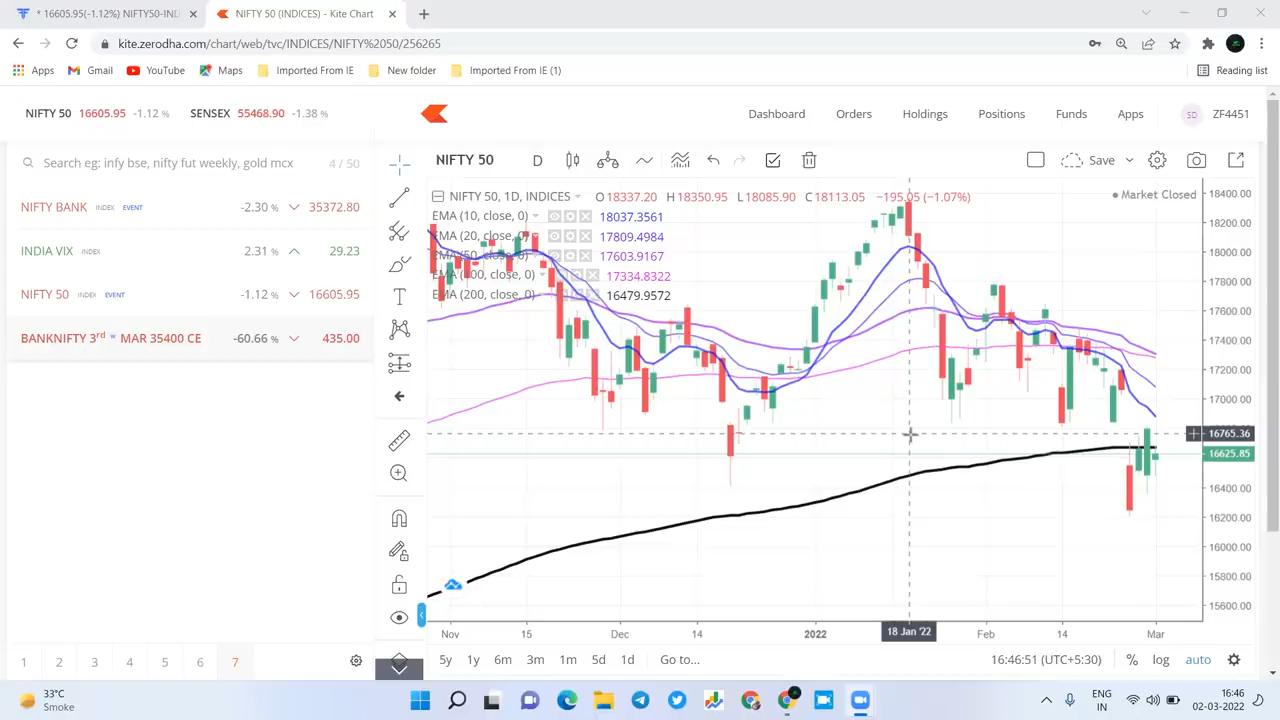 * 16605.95(-1.12%) NIFTY50-IND
NIFTY 50 (INDICES) - Kite Chart
kite.zerodha.com/chart/web/tvc/INDICES/NIFTY%2050/256265
Apps Gmail YouTube Maps Imported From IE New folder Imported From IE (1) Reading list
NIFTY 50 16605.95 -1.12 % SENSEX 55468.90 -1.38 %
Dashboard Orders Holdings Positions Funds Apps SD ZF4451
Search eg: infy bse, nifty fut weekly, gold mcx 4 / 50
NIFTY BANK INDEX EVENT -2.30 % 35372.80
INDIA VIX INDEX 2.31 % 29.23
NIFTY 50 INDEX EVENT -1.12 % 16605.95
BANKNIFTY 3rd w MAR 35400 CE -60.66 % 435.00
1 2 3 4 5 6 7
NIFTY 50 D Save
NIFTY 50, 1D, INDICES O 18337.20 H 18350.95 L 18085.90 C 18113.05 −195.05 (−1.07%)
Market Closed
EMA (10, close, 0) 18037.3561
EMA (20, close, 0) 17809.4984
EMA (50, close, 0) 17603.9167
EMA (100, close, 0) 17334.8322
EMA (200, close, 0) 16479.9572
18400.00
18200.00
18000.00
17800.00
17600.00
17400.00
17200.00
17000.00
16765.36
16625.85
16400.00
16200.00
16000.00
15800.00
15600.00
Nov 15 Dec 14 2022 18 Jan '22 Feb 14 Mar
5y 1y 6m 3m 1m 5d 1d Go to... 16:46:51 (UTC+5:30) % log auto
33°C
Smoke
ENG
IN
16:46
02-03-2022